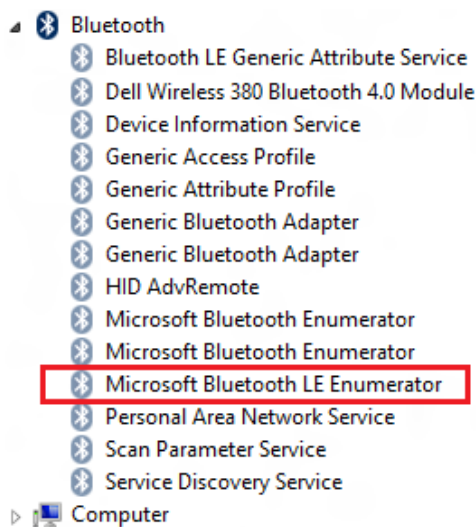 Bluetooth
Bluetooth LE Generic Attribute Service
Dell Wireless 380 Bluetooth 4.0 Module
Device Information Service
Generic Access Profile
Generic Attribute Profile
Generic Bluetooth Adapter
Generic Bluetooth Adapter
HID AdvRemote
Microsoft Bluetooth Enumerator
Microsoft Bluetooth Enumerator
Microsoft Bluetooth LE Enumerator
Personal Area Network Service
Scan Parameter Service
Service Discovery Service
Computer